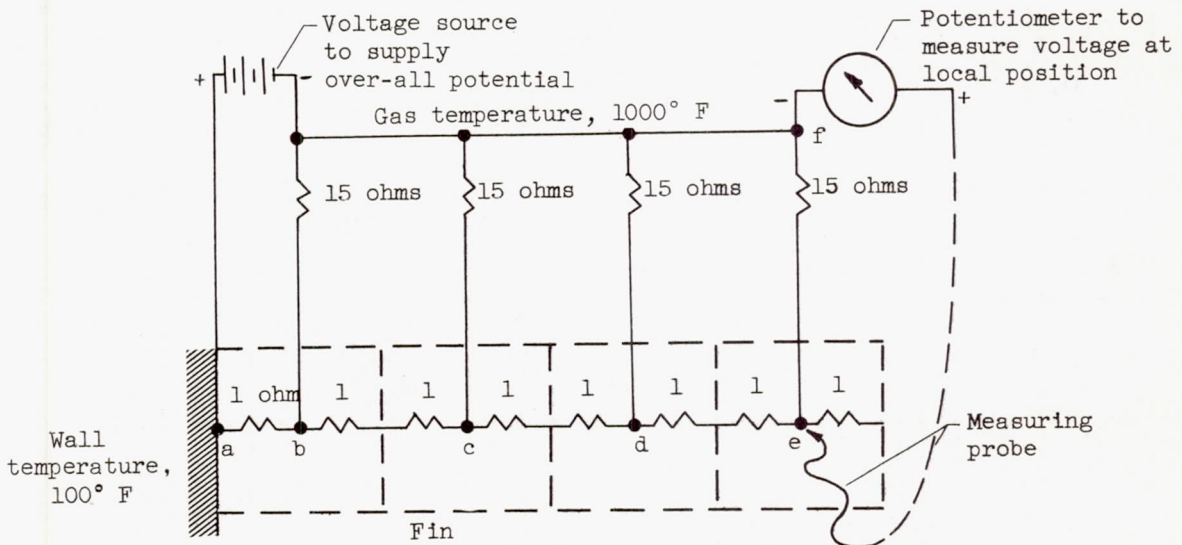 Voltage source
to supply
over-all potential
Potentiometer to
measure voltage at
local position
+
-
-
+
Gas temperature, 1000° F
f
15 ohms
15 ohms
15 ohms
15 ohms
1 ohm
1
1
1
1
1
1
1
a
b
c
d
e
Wall
temperature,
100° F
Measuring
probe
Fin